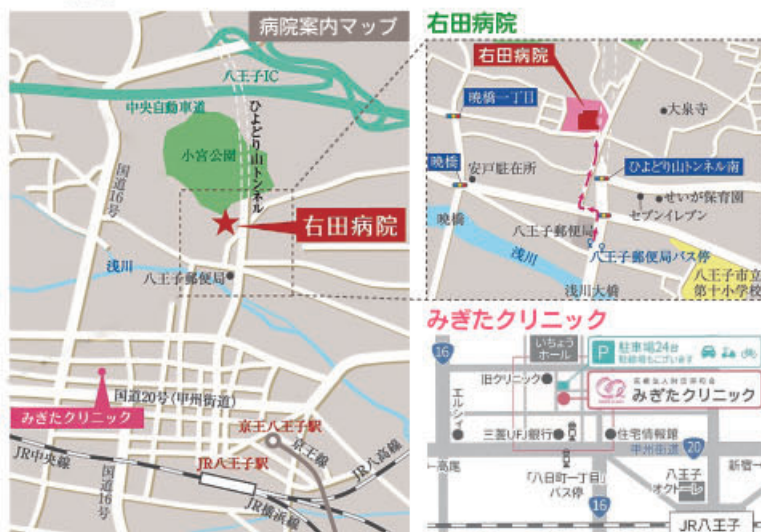 病院案内マップ
八王子IC
中央自動車道
ひよどり山トンネル
小宮公園
国道16号
右田病院
浅川
八王子郵便局
国道20号(甲州街道)
みぎたクリニック
京王八王子駅
京王線
JR八高線
JR中央線
JR八王子駅
JR横浜線
国道16号
右田病院
右田病院
暁橋一丁目
大泉寺
暁橋
安戸駐在所
ひよどり山トンネル南
せいが保育園
セブンイレブン
暁橋
八王子郵便局
八王子郵便局バス停
浅川
浅川大橋
八王子市立
第十小学校
みぎたクリニック
いちょう
ホール
16
P
駐車場24台
駐輪場もございます
旧クリニック
みぎたクリニック
エルシィ
三菱UFJ銀行
住宅情報館
甲州街道
20
←高尾
新宿→
「八日町一丁目」
バス停
八王子
オクトーレ
16
JR八王子